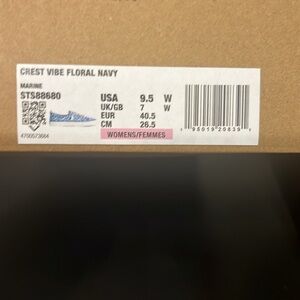 CREST VIBE FLORAL NAVY
MARINE
STS88680
USA 9.5 W
UK/GB 7 W
EUR 40.5
CM 26.5
WOMENS/FEMMES